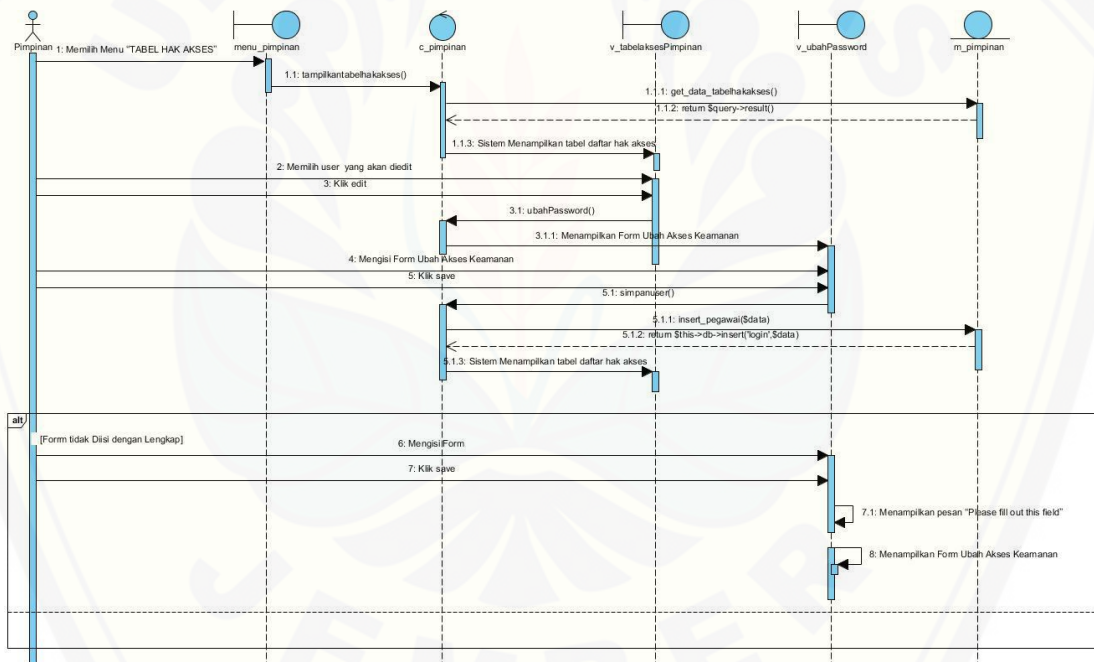 Pimpinan
menu_pimpinan
c_pimpinan
v_tabelaksesPimpinan
v_ubahPassword
m_pimpinan
1: Memilih Menu "TABEL HAK AKSES"
1.1: tampilkantabelhakakses()
1.1.1: get_data_tabelhakakses()
1.1.2: return $query->result()
1.1.3: Sistem Menampilkan tabel daftar hak akses
2: Memilih user yang akan diedit
3: Klik edit
3.1: ubahPassword()
3.1.1: Menampilkan Form Ubah Akses Keamanan
4: Mengisi Form Ubah Akses Keamanan
5: Klik save
5.1: simpanuser()
5.1.1: insert_pegawai($data)
5.1.2: return $this->db->insert('login',$data)
5.1.3: Sistem Menampilkan tabel daftar hak akses
alt
[Form tidak Diisi dengan Lengkap]
6: Mengisi Form
7: Klik save
7.1: Menampilkan pesan "Please fill out this field"
8: Menampilkan Form Ubah Akses Keamanan
JEMBER